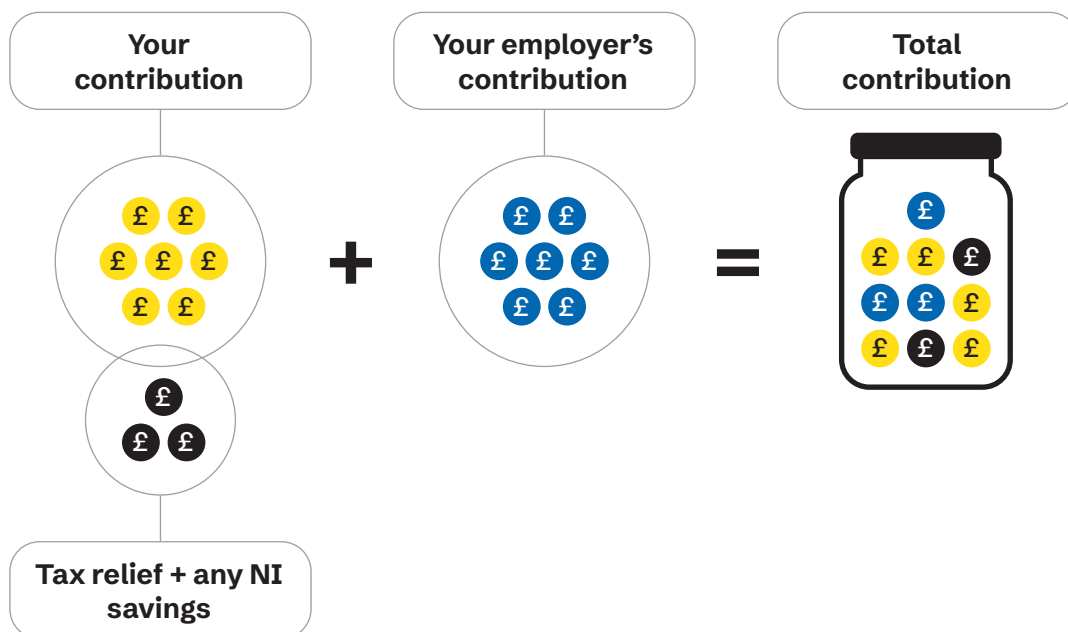 Your
contribution
Your employer’s
contribution
Total
contribution
£ £
£ £ £
£ £
+
£ £
£ £ £
£ £
=
£
£ £ £
£ £ £
£ £ £
£
£ £
Tax relief + any NI
savings